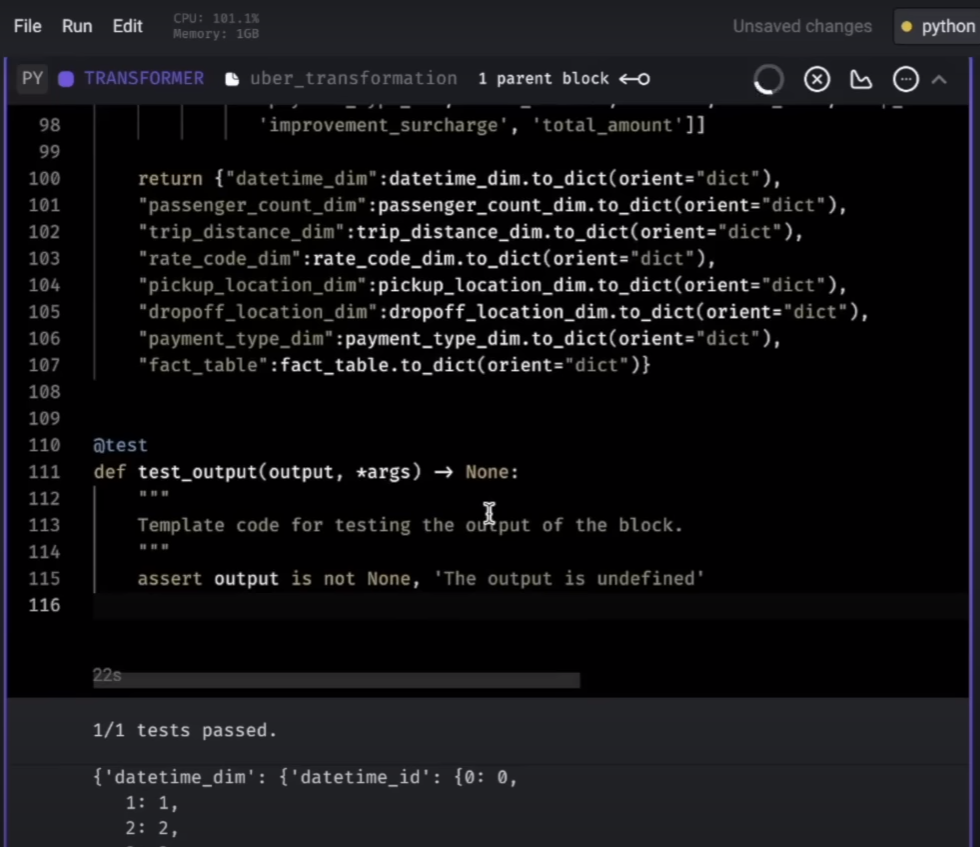 File Run Edit CPU: 101.1% Unsaved changes python
Memory: 1GB
PY TRANSFORMER uber_transformation 1 parent block
98 'improvement_surcharge', 'total_amount']]
99
100 return {"datetime_dim":datetime_dim.to_dict(orient="dict"),
101 "passenger_count_dim":passenger_count_dim.to_dict(orient="dict"),
102 "trip_distance_dim":trip_distance_dim.to_dict(orient="dict"),
103 "rate_code_dim":rate_code_dim.to_dict(orient="dict"),
104 "pickup_location_dim":pickup_location_dim.to_dict(orient="dict"),
105 "dropoff_location_dim":dropoff_location_dim.to_dict(orient="dict"),
106 "payment_type_dim":payment_type_dim.to_dict(orient="dict"),
107 "fact_table":fact_table.to_dict(orient="dict")}
108
109
110 @test
111 def test_output(output, *args) → None:
112 """
113 Template code for testing the output of the block.
114 """
115 assert output is not None, 'The output is undefined'
116
22s
1/1 tests passed.
{'datetime_dim': {'datetime_id': {0: 0,
1: 1,
2: 2,